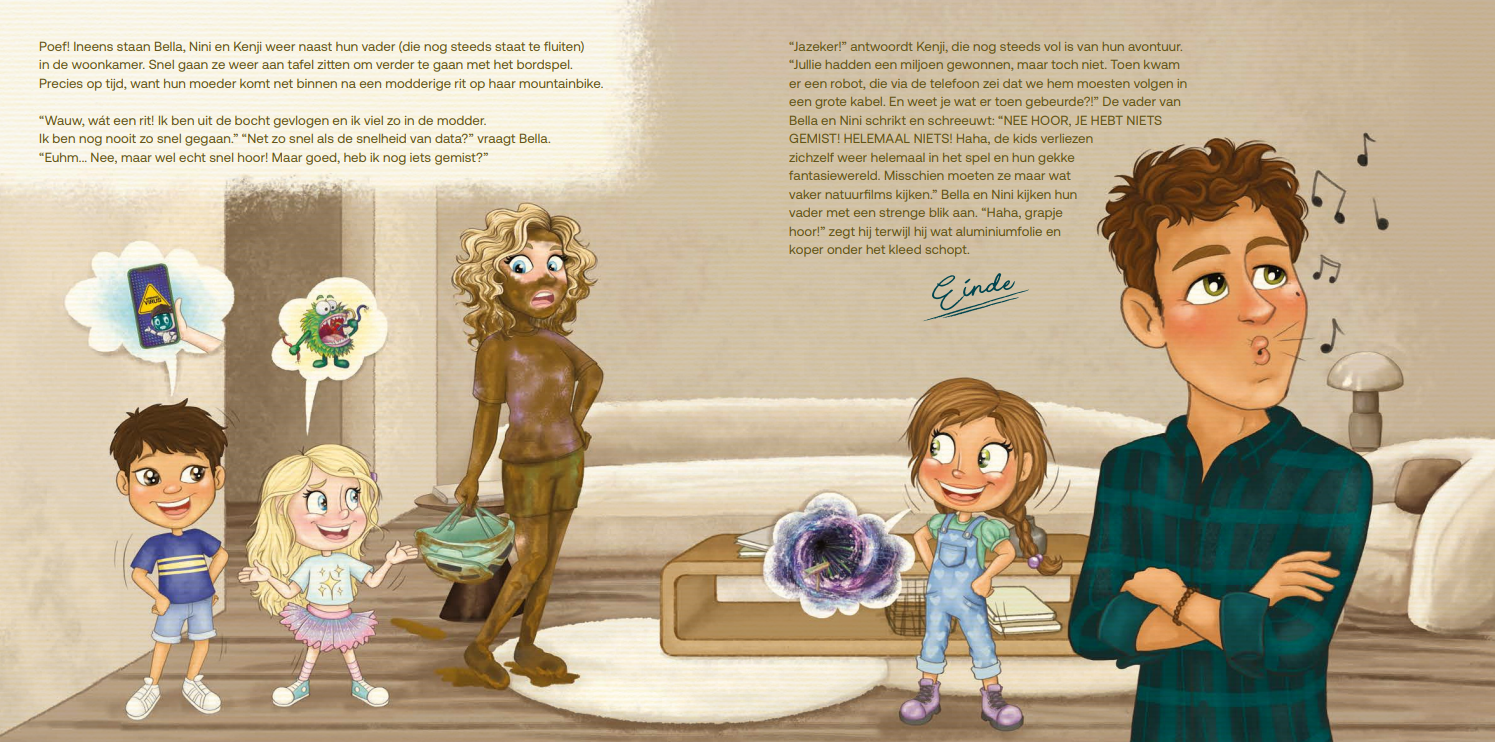 Poef! Ineens staan Bella, Nini en Kenji weer naast hun vader (die nog steeds staat te fluiten)
in de woonkamer. Snel gaan ze weer aan tafel zitten om verder te gaan met het bordspel.
Precies op tijd, want hun moeder komt net binnen na een modderige rit op haar mountainbike.
“Wauw, wát een rit! Ik ben uit de bocht gevlogen en ik viel zo in de modder.
Ik ben nog nooit zo snel gegaan.” “Net zo snel als de snelheid van data?” vraagt Bella.
“Euhm... Nee, maar wel echt snel hoor! Maar goed, heb ik nog iets gemist?”
“Jazeker!” antwoordt Kenji, die nog steeds vol is van hun avontuur.
“Jullie hadden een miljoen gewonnen, maar toch niet. Toen kwam
er een robot, die via de telefoon zei dat we hem moesten volgen in
een grote kabel. En weet je wat er toen gebeurde?!” De vader van
Bella en Nini schrikt en schreeuwt: “NEE HOOR, JE HEBT NIETS
GEMIST! HELEMAAL NIETS! Haha, de kids verliezen
zichzelf weer helemaal in het spel en hun gekke
fantasiewereld. Misschien moeten ze maar wat
vaker natuurfilms kijken.” Bella en Nini kijken hun
vader met een strenge blik aan. “Haha, grapje
hoor!” zegt hij terwijl hij wat aluminiumfolie en
koper onder het kleed schopt.
Einde
VIRUS